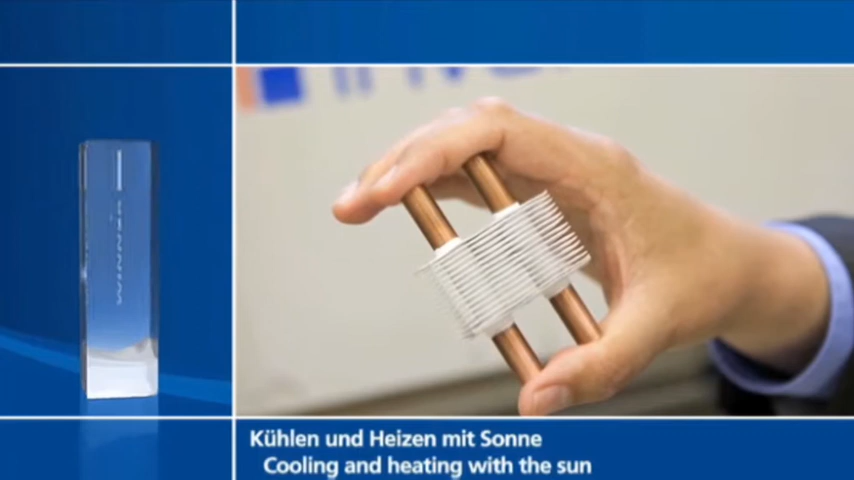 Kühlen und Heizen mit Sonne
Cooling and heating with the sun